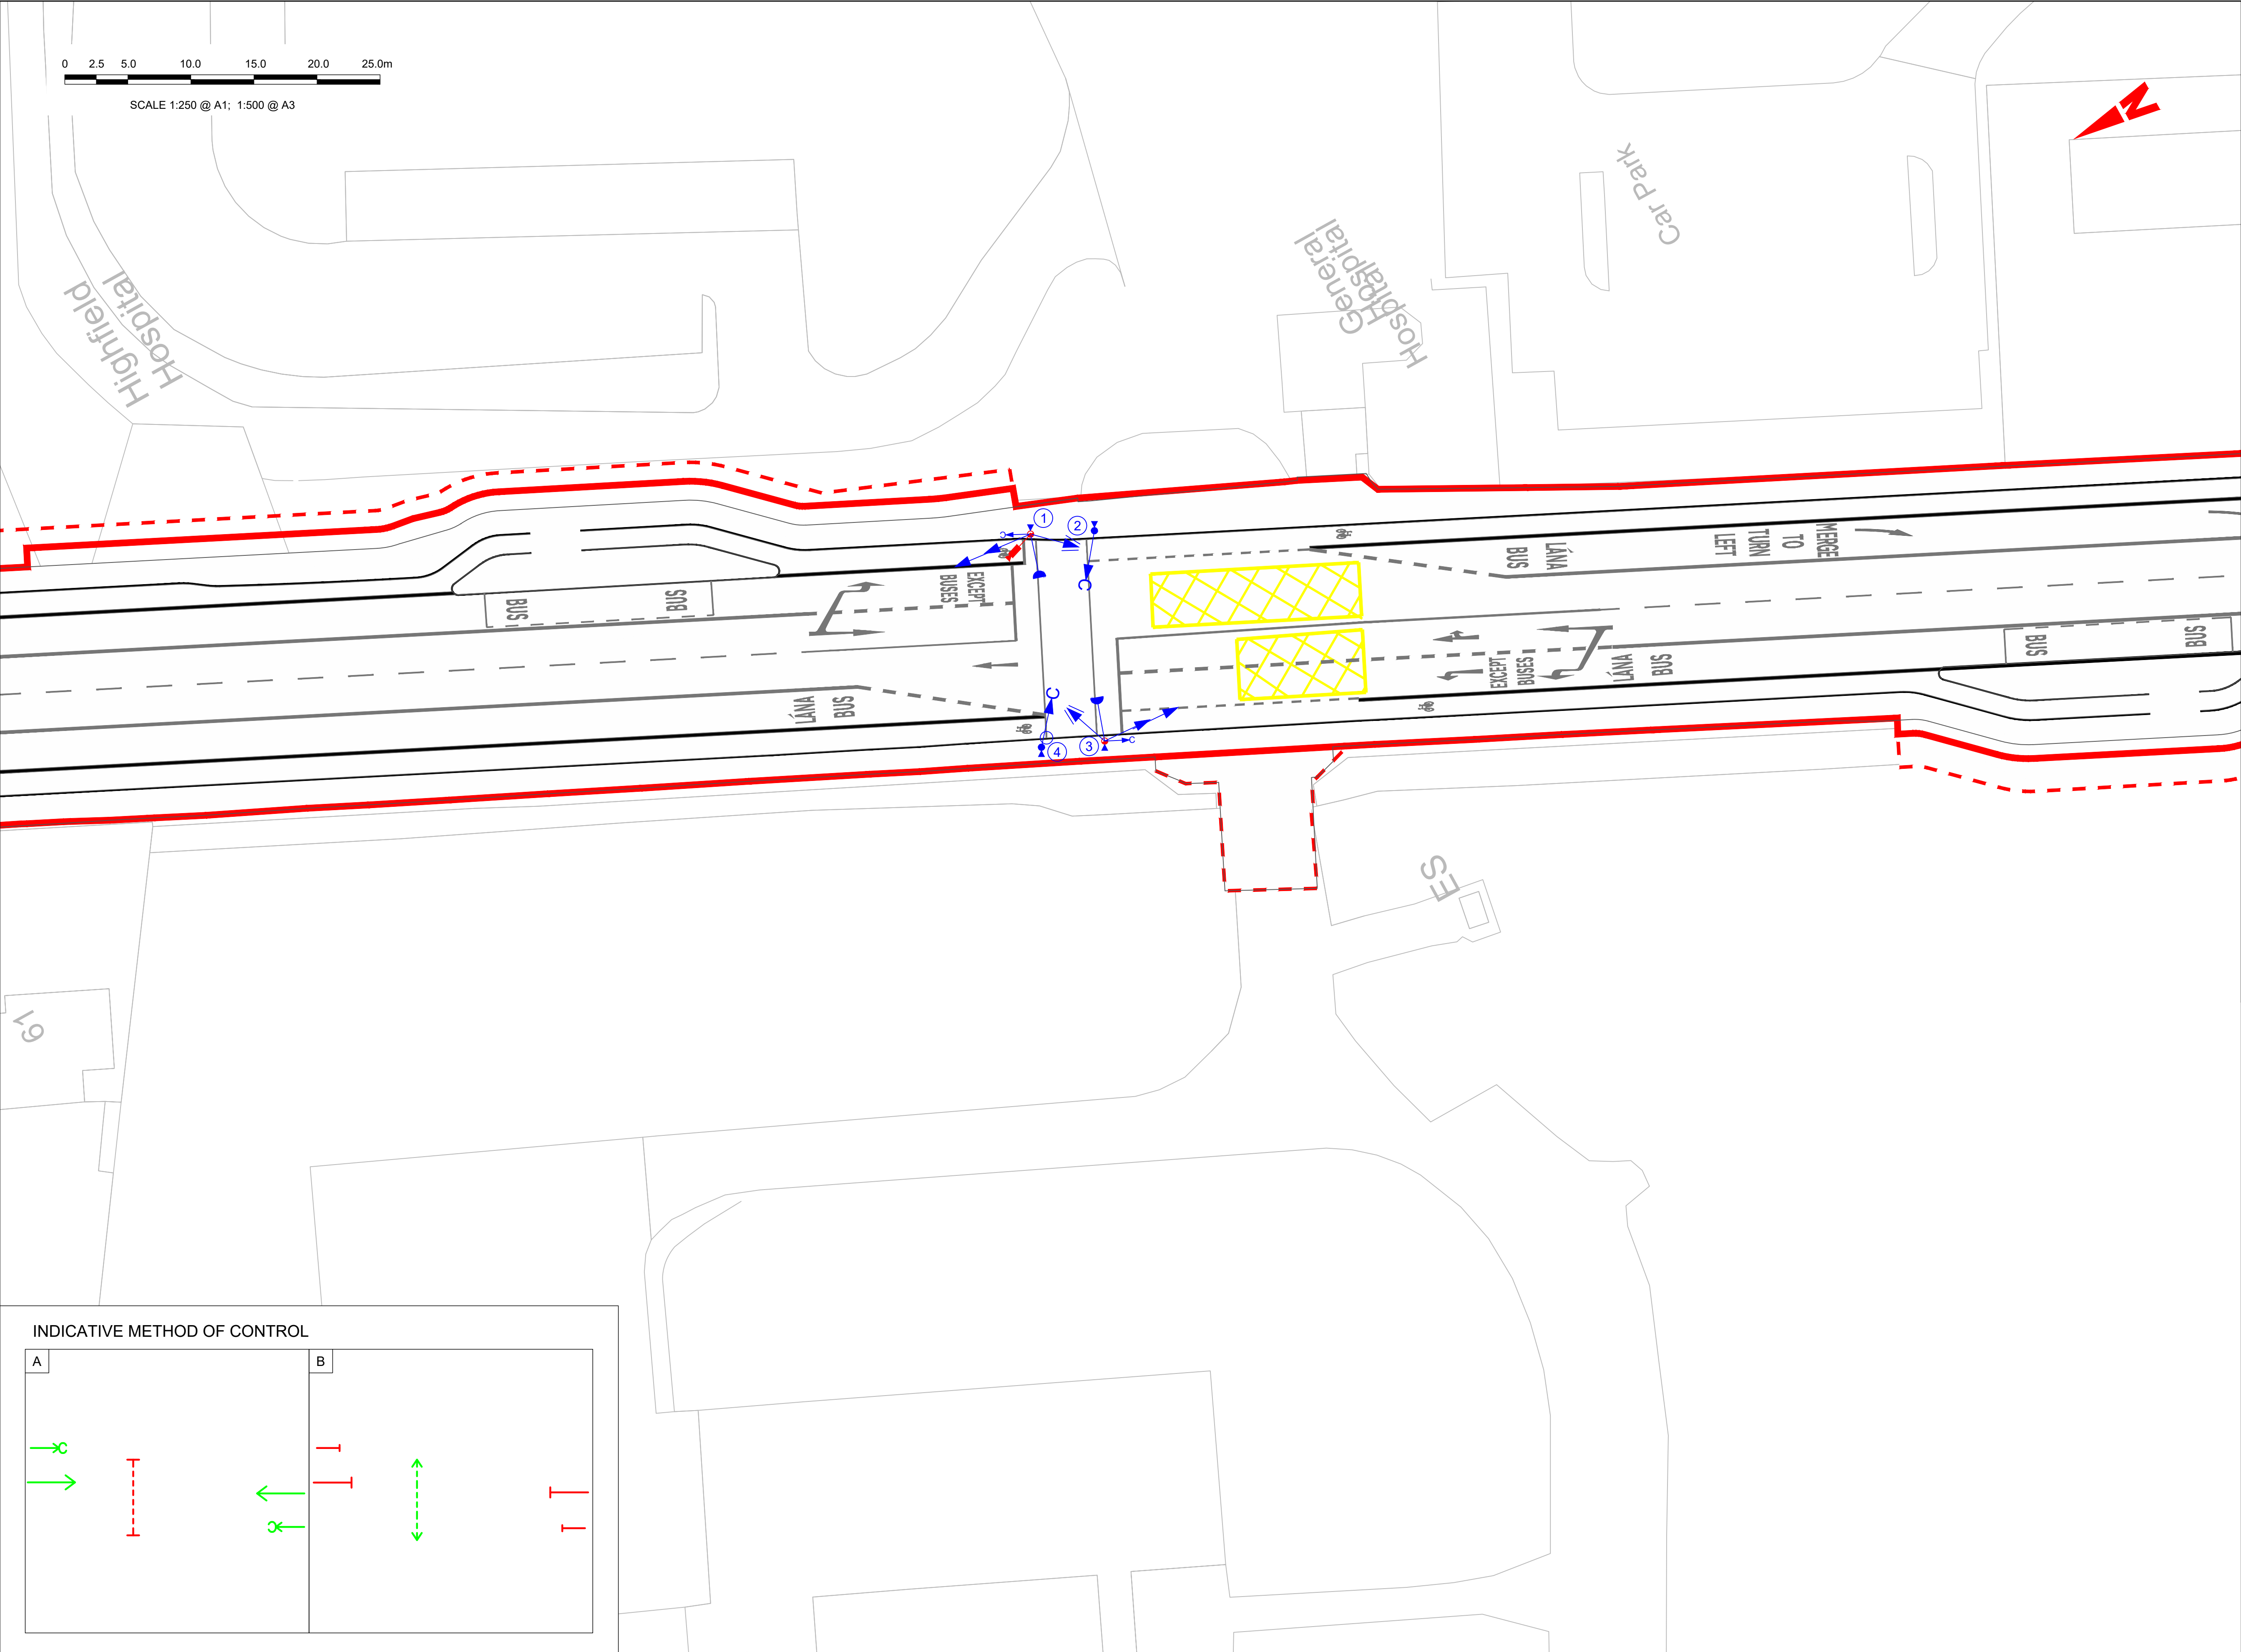 0 2.5 5.0 10.0 15.0 20.0 25.0m
SCALE 1:250 @ A1; 1:500 @ A3
N
Car Park
General
Hospital
Hospital
Highfield
Hospital
1
2
C
C
BUS
BUS
EXCEPT
BUSES
LÁNA
BUS
MERGE
TO
TURN
LEFT
EXCEPT
BUSES
LÁNA
BUS
BUS
BUS
LÁNA
BUS
C
C
4
3
ES
61
INDICATIVE METHOD OF CONTROL
A
B
C
C